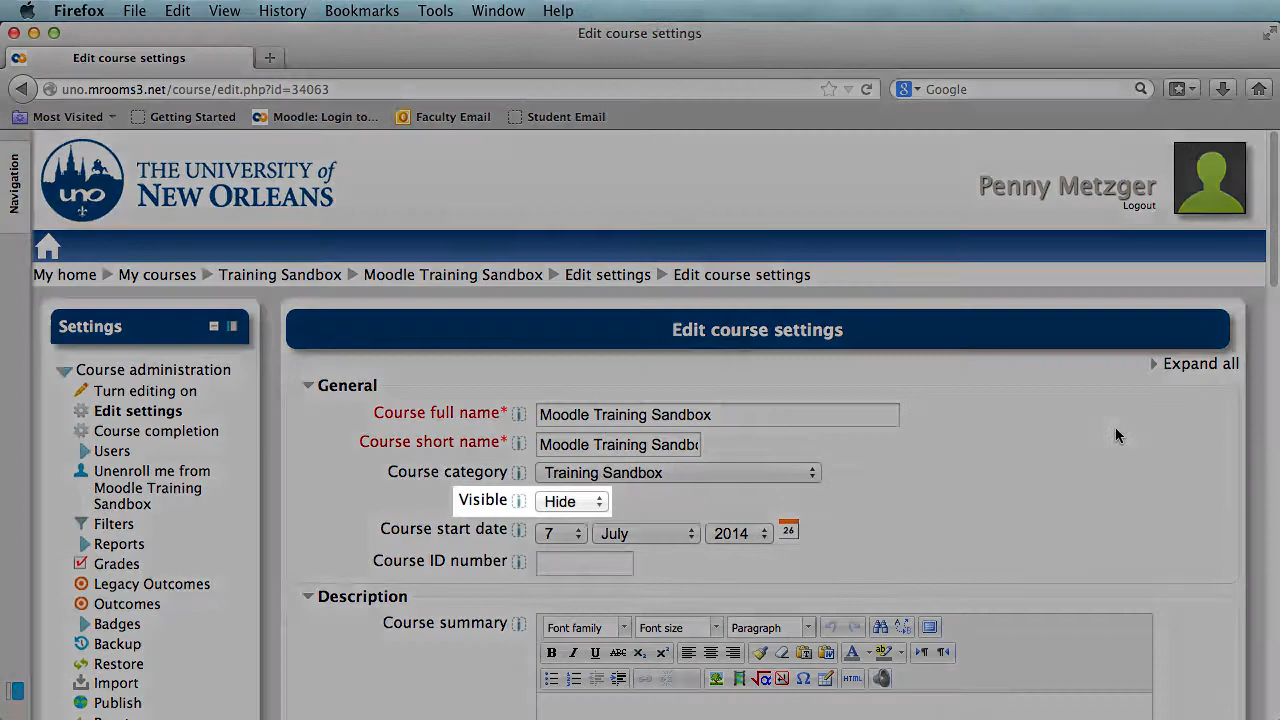 Firefox File Edit View History Bookmarks Tools Window Help
Edit course settings
Edit course settings
uno.mrooms3.net/course/edit.php?id=34063
Google
Most Visited Getting Started Moodle: Login to... Faculty Email Student Email
Navigation
uno
THE UNIVERSITY of
NEW ORLEANS
Penny Metzger
Logout
My home My courses Training Sandbox Moodle Training Sandbox Edit settings Edit course settings
Settings
Course administration
Turn editing on
Edit settings
Course completion
Users
Unenroll me from
Moodle Training
Sandbox
Filters
Reports
Grades
Legacy Outcomes
Outcomes
Badges
Backup
Restore
Import
Publish
Edit course settings
Expand all
General
Course full name* Moodle Training Sandbox
Course short name* Moodle Training Sandb
Course category Training Sandbox
Visible Hide
Course start date 7 July 2014 26
Course ID number
Description
Course summary Font family Font size Paragraph
B I U ABC x₂ x² A ab
HTML